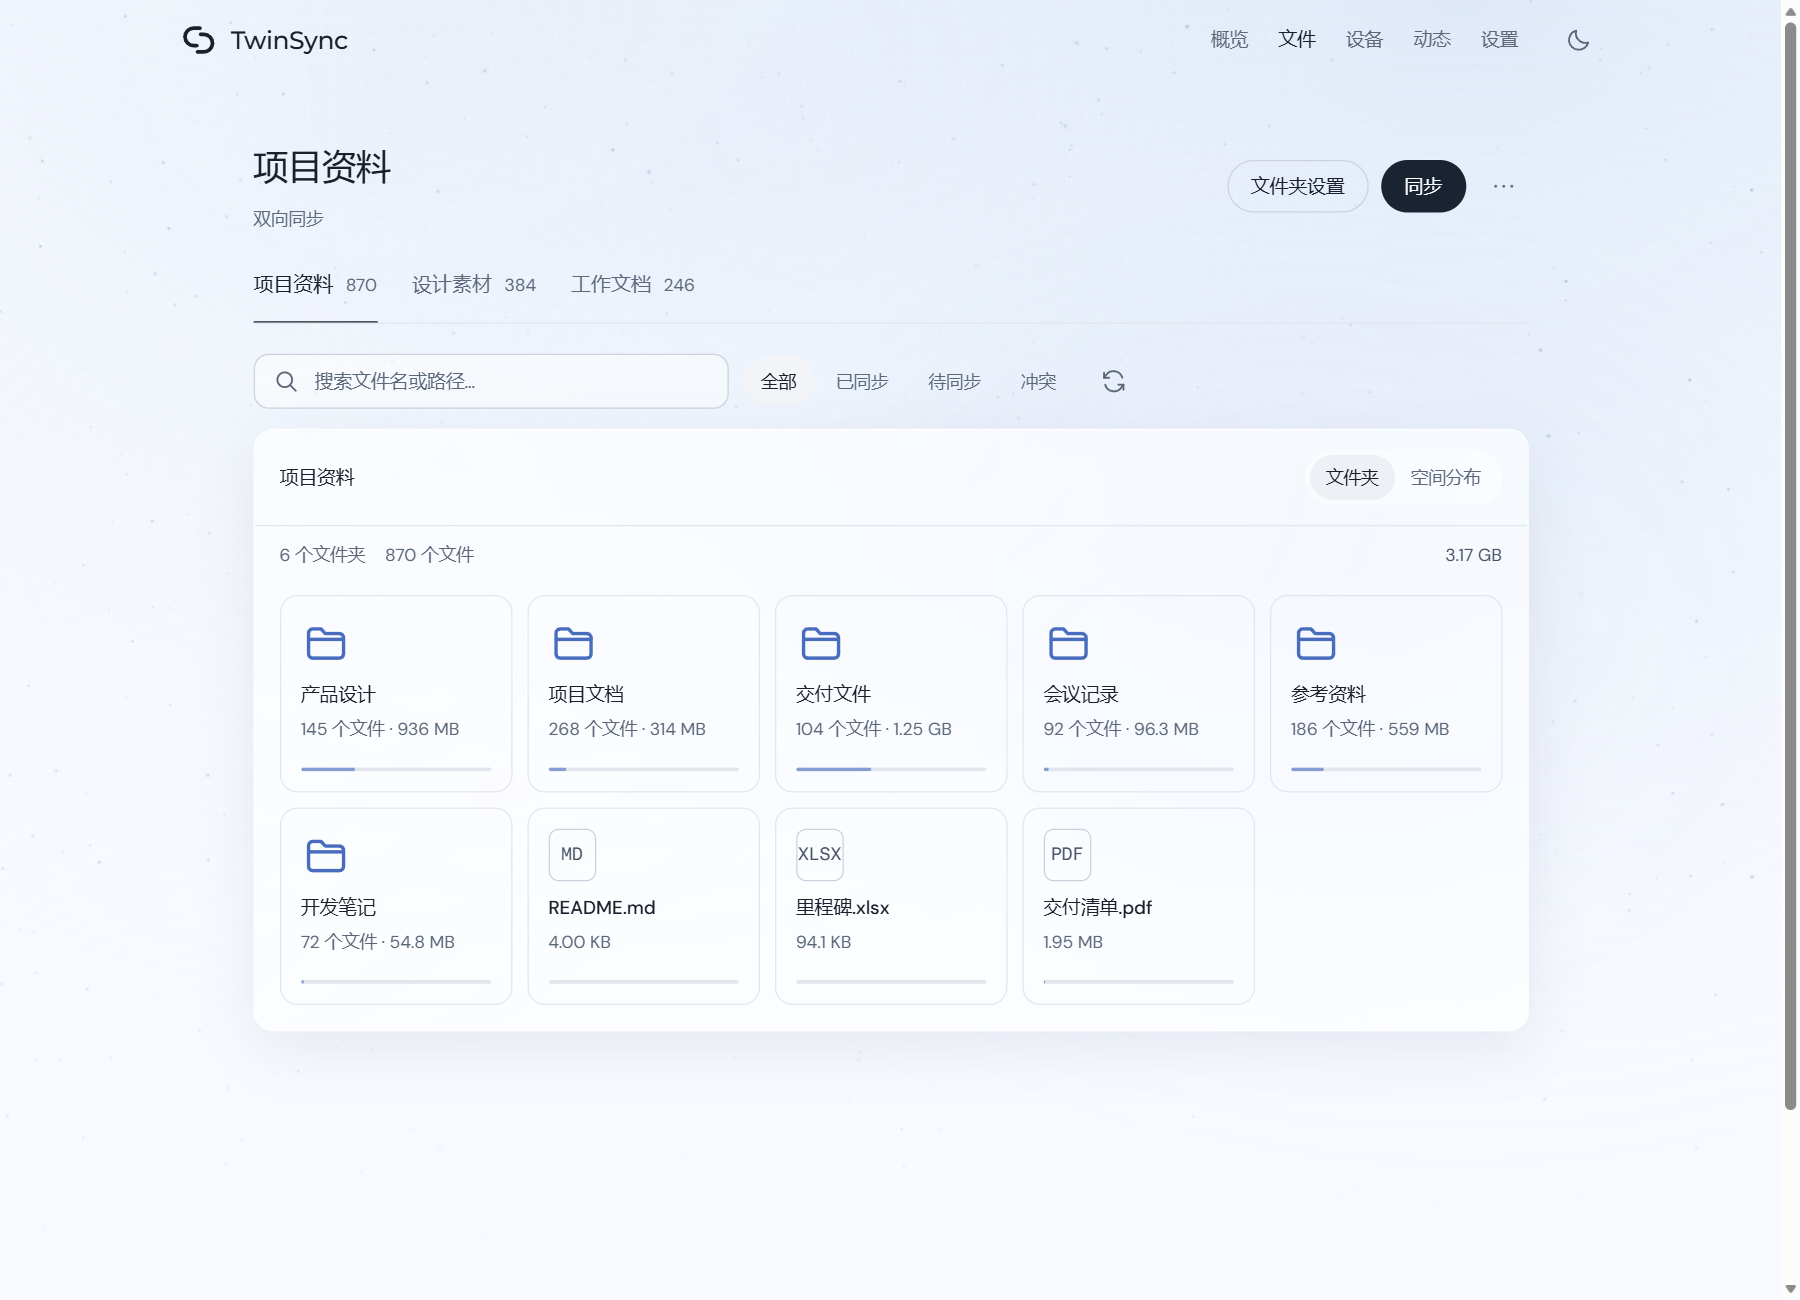 TwinSync
概览 文件 设备 动态 设置
项目资料
文件夹设置 同步 ···
双向同步
项目资料 870 设计素材 384 工作文档 246
搜索文件名或路径... 全部 已同步 待同步 冲突
项目资料 文件夹 空间分布
6 个文件夹 870 个文件 3.17 GB
产品设计
145 个文件 · 936 MB
项目文档
268 个文件 · 314 MB
交付文件
104 个文件 · 1.25 GB
会议记录
92 个文件 · 96.3 MB
参考资料
186 个文件 · 559 MB
开发笔记
72 个文件 · 54.8 MB
MD
README.md
4.00 KB
XLSX
里程碑.xlsx
94.1 KB
PDF
交付清单.pdf
1.95 MB